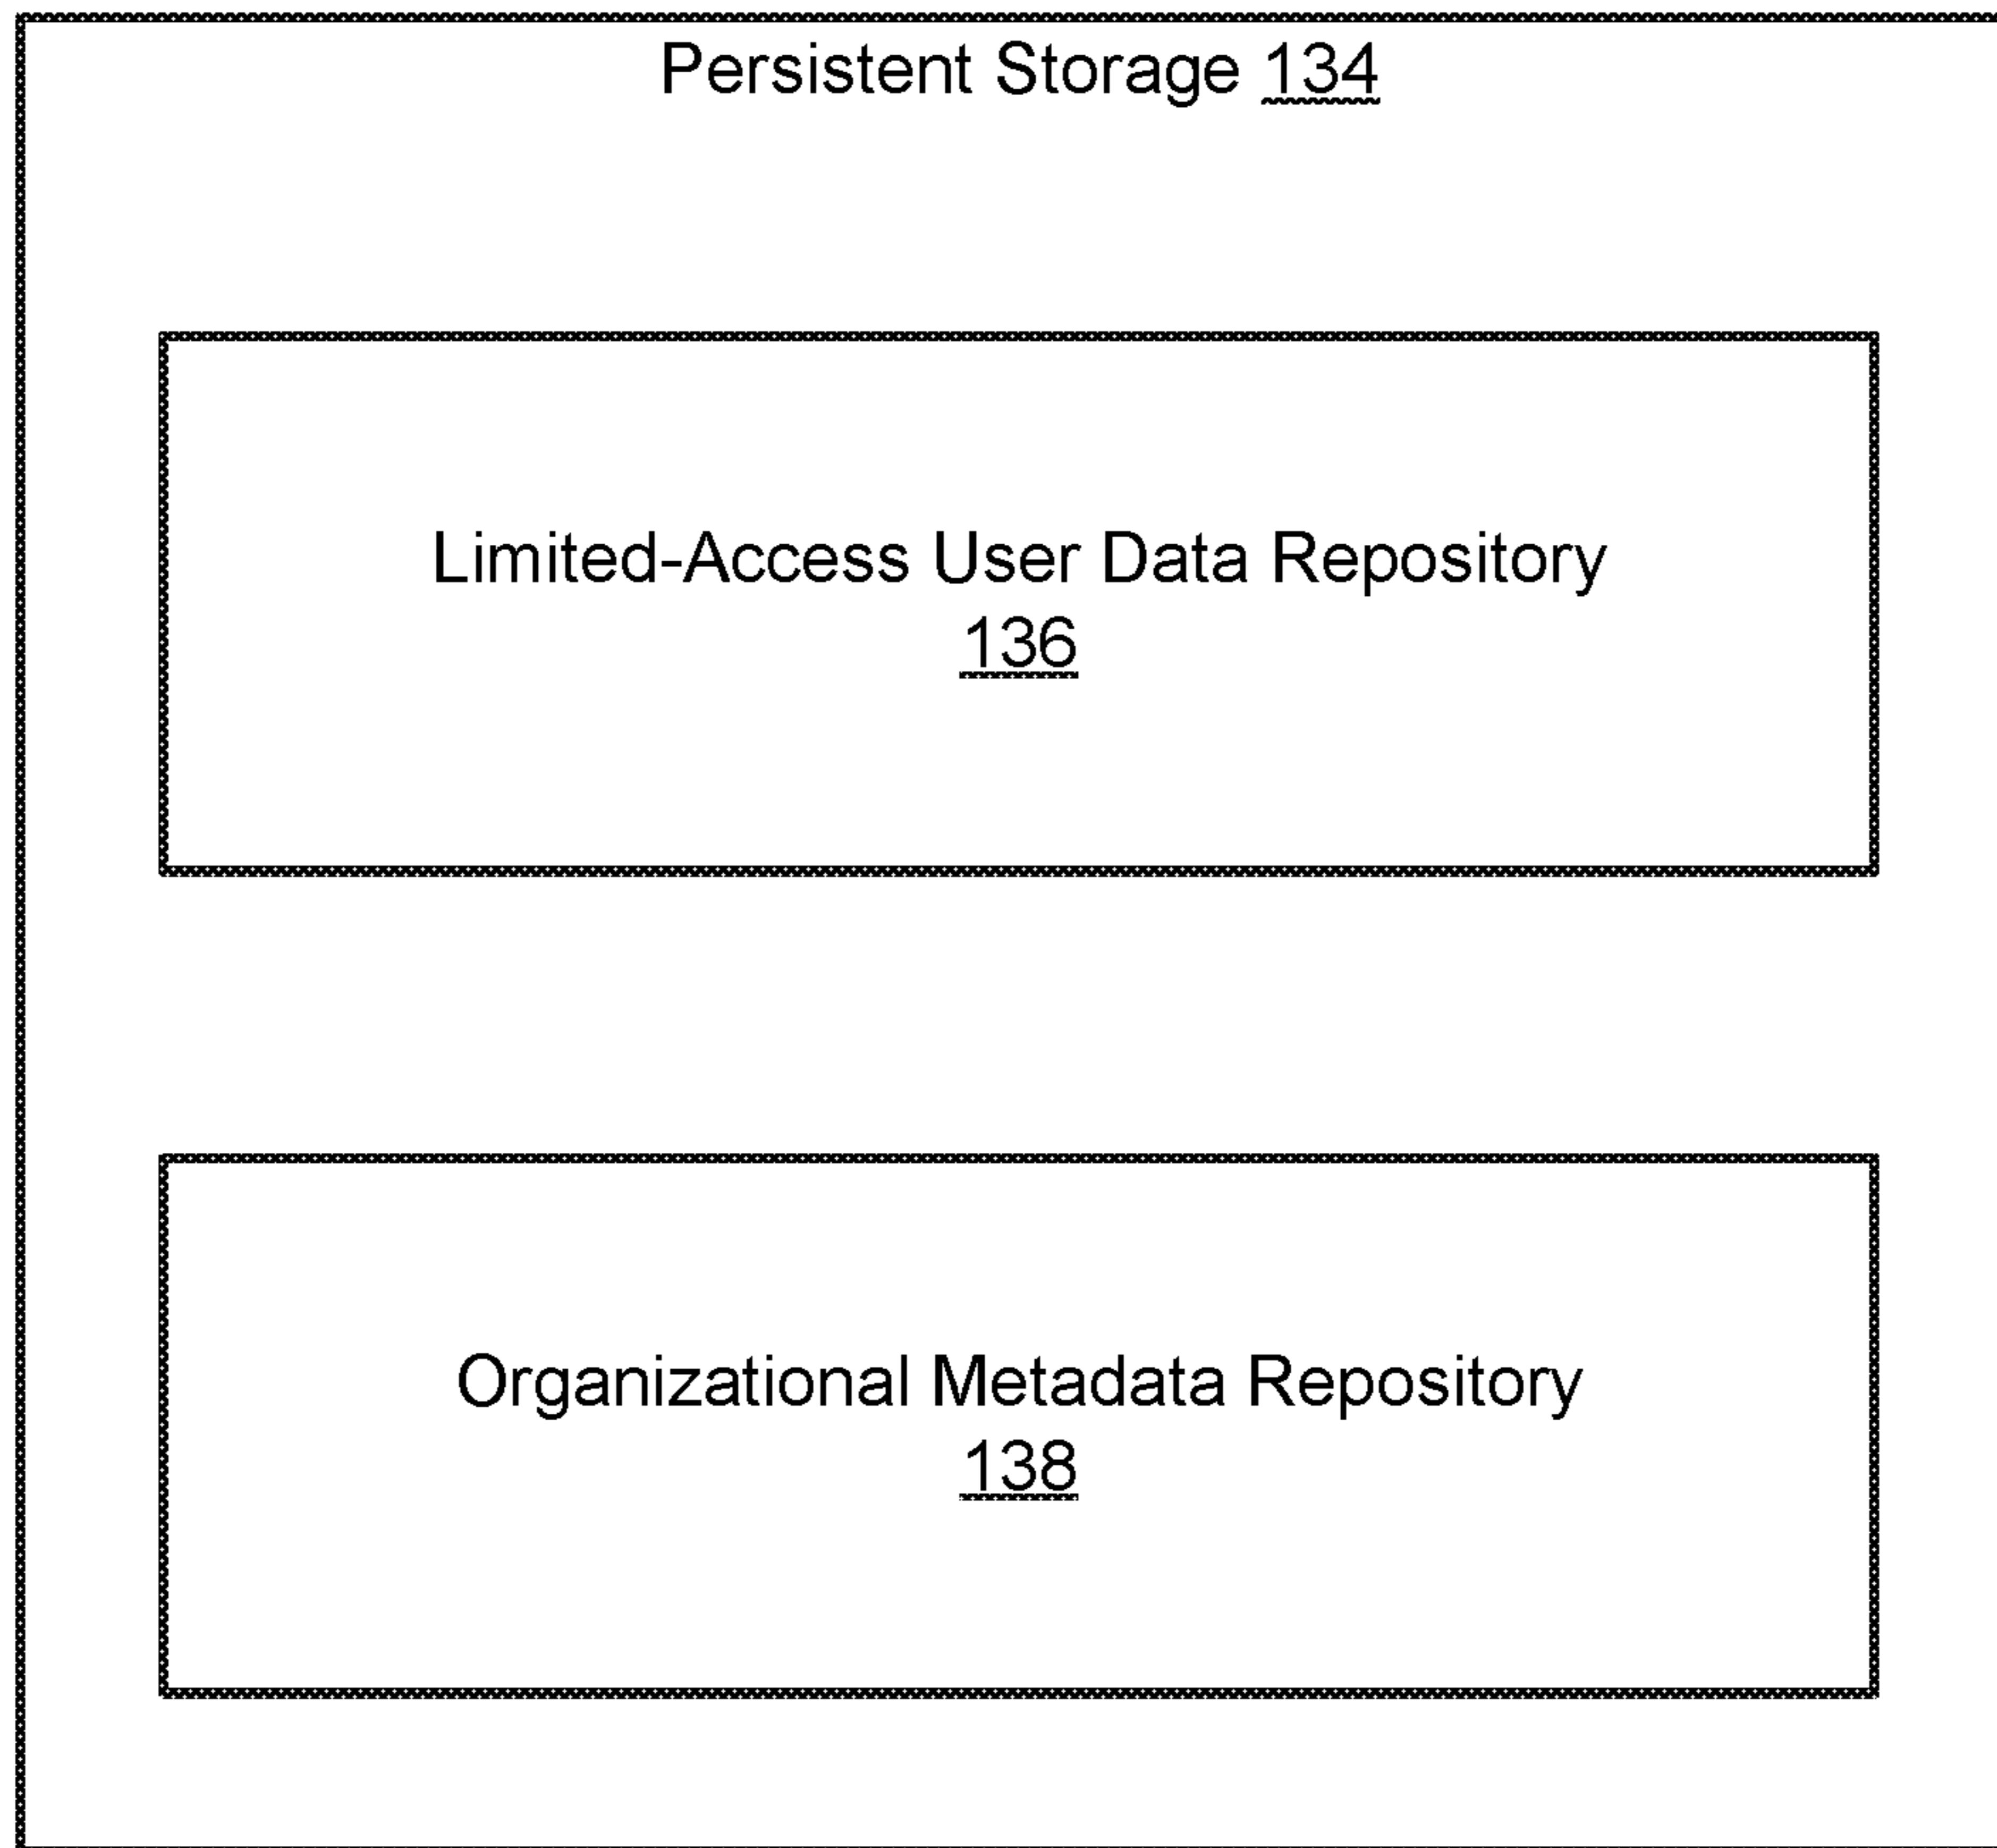 Persistent Storage 134
Limited-Access User Data Repository
136
Organizational Metadata Repository
138